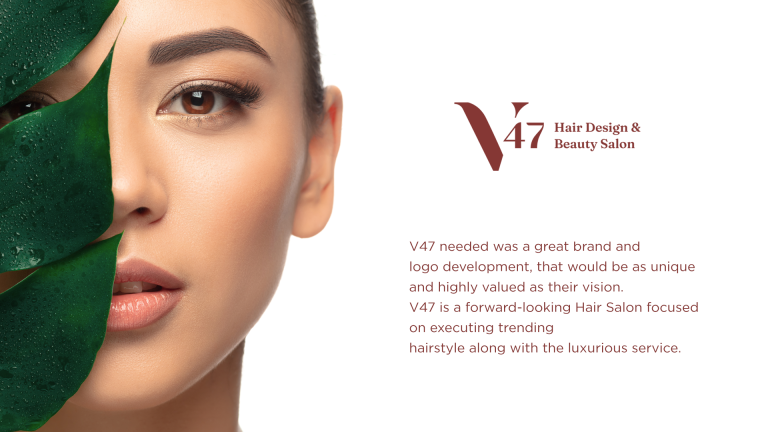 V47 Hair Design &
Beauty Salon
V47 needed was a great brand and
logo development, that would be as unique
and highly valued as their vision.
V47 is a forward-looking Hair Salon focused
on executing trending
hairstyle along with the luxurious service.